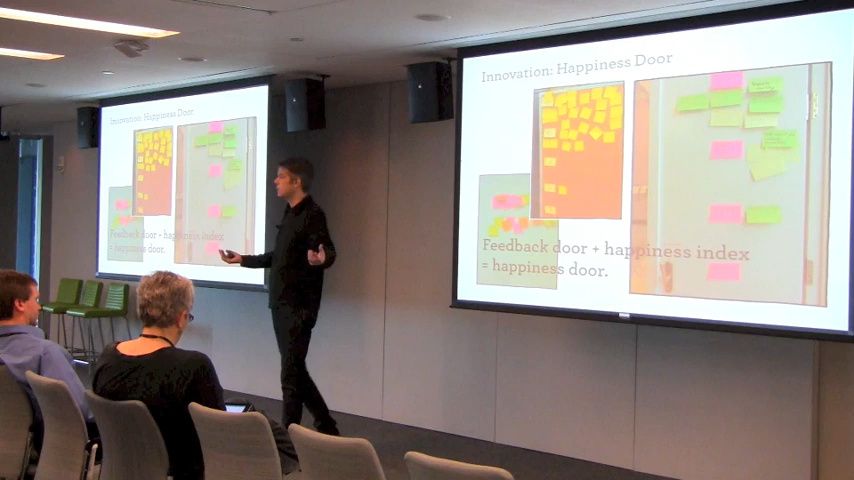 Innovation: Happiness Door
Feedback door + happiness index
= happiness door.
Innovation: Happiness Door
Feedback door + happiness index
= happiness door.